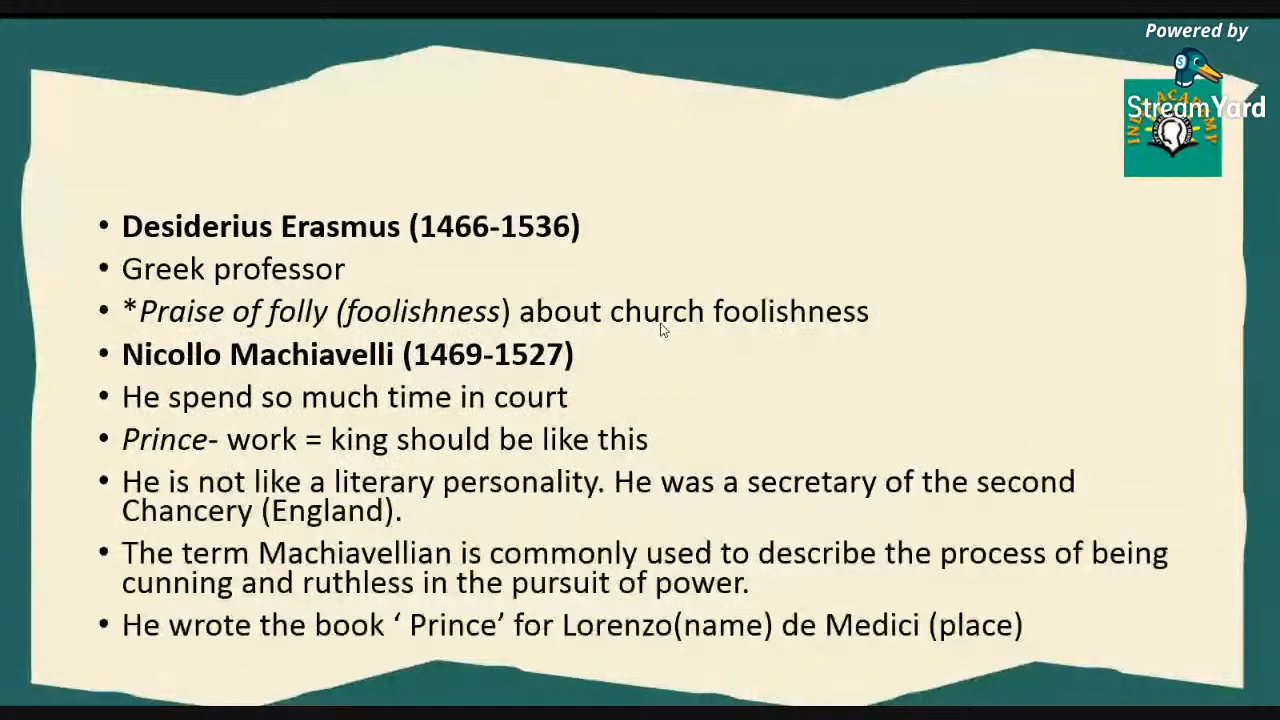 Powered by
StreamYard
INDU ACADEMY
• Desiderius Erasmus (1466-1536)
• Greek professor
• *Praise of folly (foolishness) about church foolishness
• Nicollo Machiavelli (1469-1527)
• He spend so much time in court
• Prince- work = king should be like this
• He is not like a literary personality. He was a secretary of the second
Chancery (England).
• The term Machiavellian is commonly used to describe the process of being
cunning and ruthless in the pursuit of power.
• He wrote the book ‘ Prince’ for Lorenzo(name) de Medici (place)